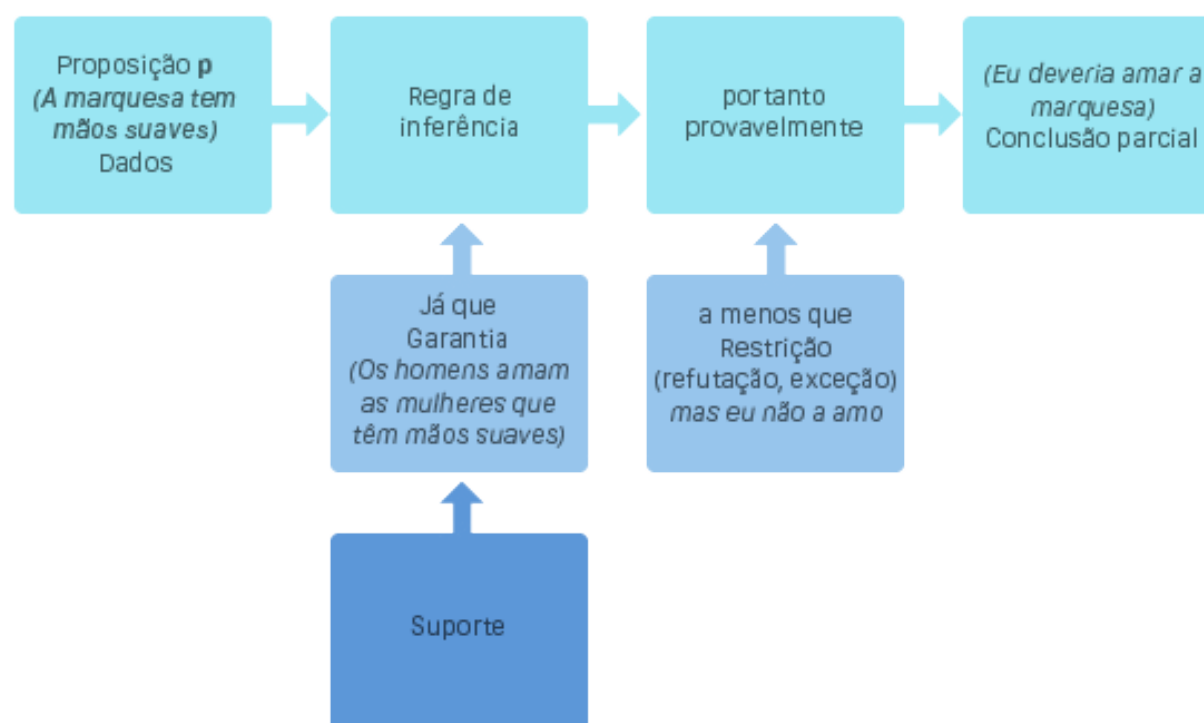 Proposição p
(A marquesa tem
mãos suaves)
Dados
Regra de
inferência
portanto
provavelmente
(Eu deveria amar a
marquesa)
Conclusão parcial
Já que
Garantia
(Os homens amam
as mulheres que
têm mãos suaves)
a menos que
Restrição
(refutação, exceção)
mas eu não a amo
Suporte